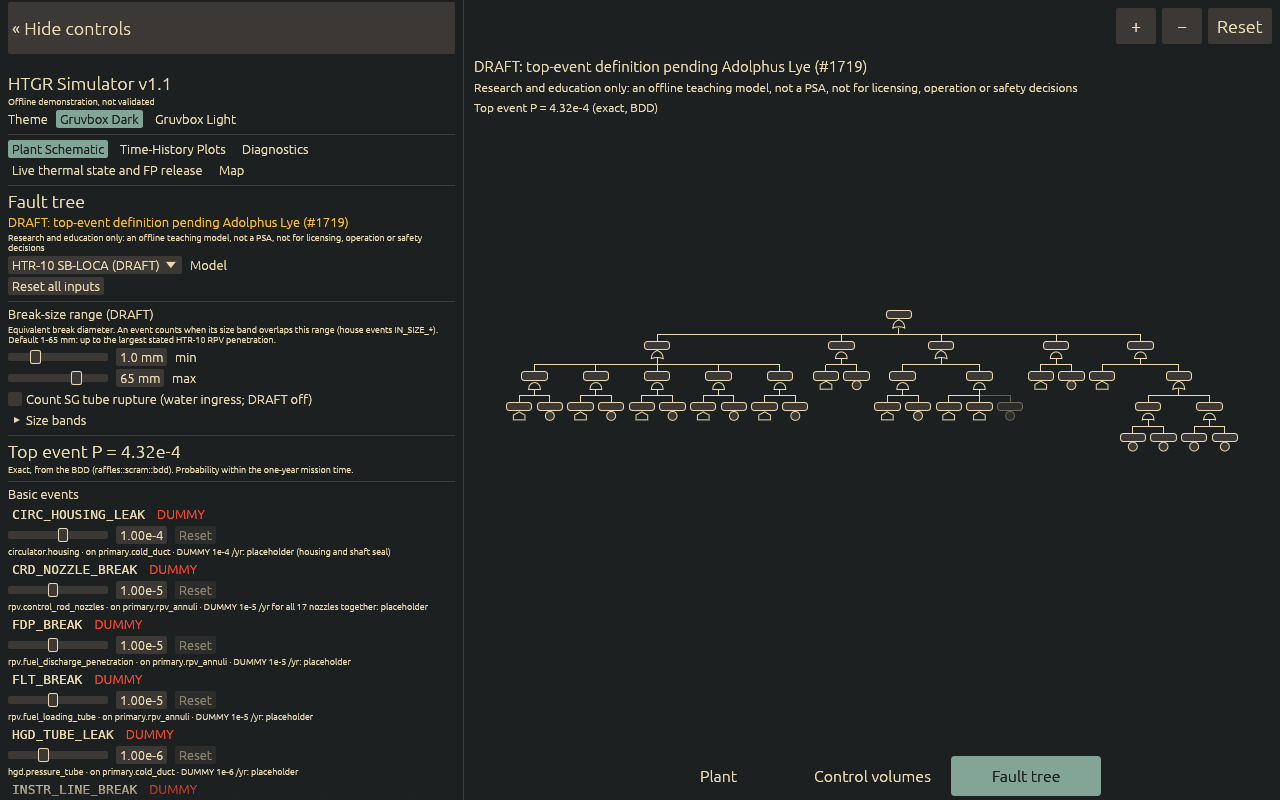 « Hide controls
HTGR Simulator v1.1
Offline demonstration, not validated
Theme Gruvbox Dark Gruvbox Light
Plant Schematic Time-History Plots Diagnostics
Live thermal state and FP release Map
Fault tree
DRAFT: top-event definition pending Adolphus Lye (#1719)
Research and education only: an offline teaching model, not a PSA, not for licensing, operation or safety
decisions
HTR-10 SB-LOCA (DRAFT) Model
Reset all inputs
Break-size range (DRAFT)
Equivalent break diameter. An event counts when its size band overlaps this range (house events IN_SIZE_*).
Default 1-65 mm: up to the largest stated HTR-10 RPV penetration.
1.0 mm min
65 mm max
Count SG tube rupture (water ingress; DRAFT off)
Size bands
Top event P = 4.32e-4
Exact, from the BDD (raffles::scram::bdd). Probability within the one-year mission time.
Basic events
CIRC_HOUSING_LEAK DUMMY
1.00e-4 Reset
circulator.housing · on primary.cold_duct · DUMMY 1e-4 /yr: placeholder (housing and shaft seal)
CRD_NOZZLE_BREAK DUMMY
1.00e-5 Reset
rpv.control_rod_nozzles · on primary.rpv_annuli · DUMMY 1e-5 /yr for all 17 nozzles together: placeholder
FDP_BREAK DUMMY
1.00e-5 Reset
rpv.fuel_discharge_penetration · on primary.rpv_annuli · DUMMY 1e-5 /yr: placeholder
FLT_BREAK DUMMY
1.00e-5 Reset
rpv.fuel_loading_tube · on primary.rpv_annuli · DUMMY 1e-5 /yr: placeholder
HGD_TUBE_LEAK DUMMY
1.00e-6 Reset
hgd.pressure_tube · on primary.cold_duct · DUMMY 1e-6 /yr: placeholder
INSTR_LINE_BREAK DUMMY
+ − Reset
DRAFT: top-event definition pending Adolphus Lye (#1719)
Research and education only: an offline teaching model, not a PSA, not for licensing, operation or safety decisions
Top event P = 4.32e-4 (exact, BDD)
Plant Control volumes Fault tree